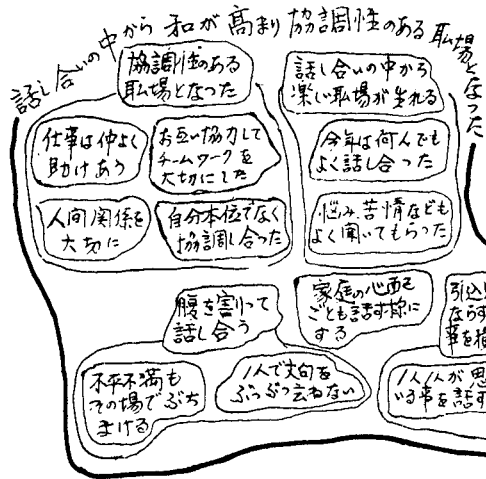 話し合いの中から 和が高まり協調性のある職場となった
協調性のある
職場となった
話し合いの中から
楽しい職場が生れる
仕事は仲よく
助けあう
お互い協力して
チームワークを
大切にした
今年は何んでも
よく話し合った
人間関係を
大切に
自分本位でなく
協調し合った
悩み、苦情なども
よく聞いてもらった
腹を割って
話し合う
家庭の心配ご
ごとも話す様に
する
引込
ならず
事を
不平不満も
その場でぶち
まける
1人で文句を
ぶつぶつ云わない
1人1人が思
いる事を話す